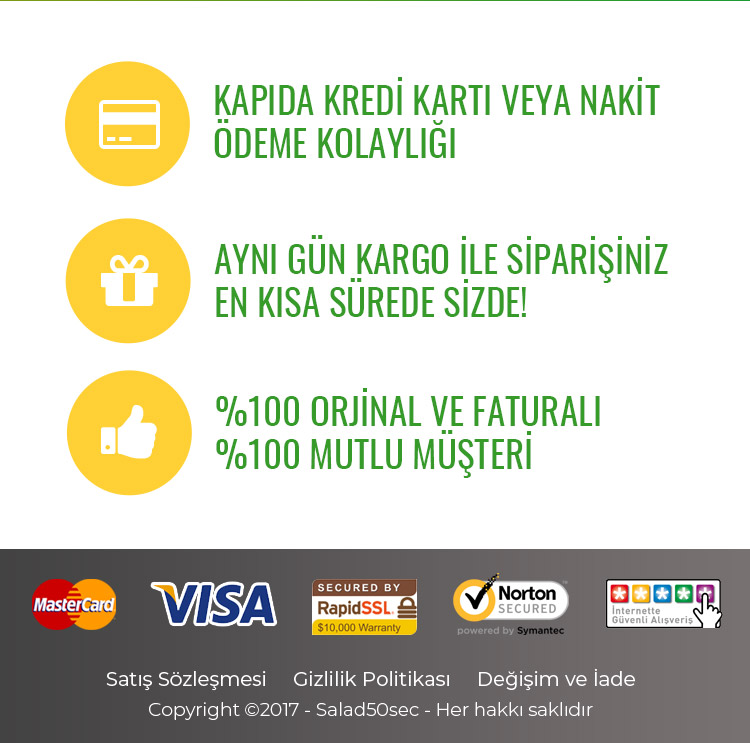 KAPIDA KREDİ KARTI VEYA NAKİT
ÖDEME KOLAYLIĞI
AYNI GÜN KARGO İLE SİPARİŞİNİZ
EN KISA SÜREDE SİZDE!
%100 ORJİNAL VE FATURALI
%100 MUTLU MÜŞTERİ
MasterCard
VISA
SECURED BY
RapidSSL
$10,000 Warranty
Norton
SECURED
powered by Symantec
İnternette
Güvenli Alışveriş
Satış Sözleşmesi Gizlilik Politikası Değişim ve İade
Copyright ©2017 - Salad50sec - Her hakkı saklıdır